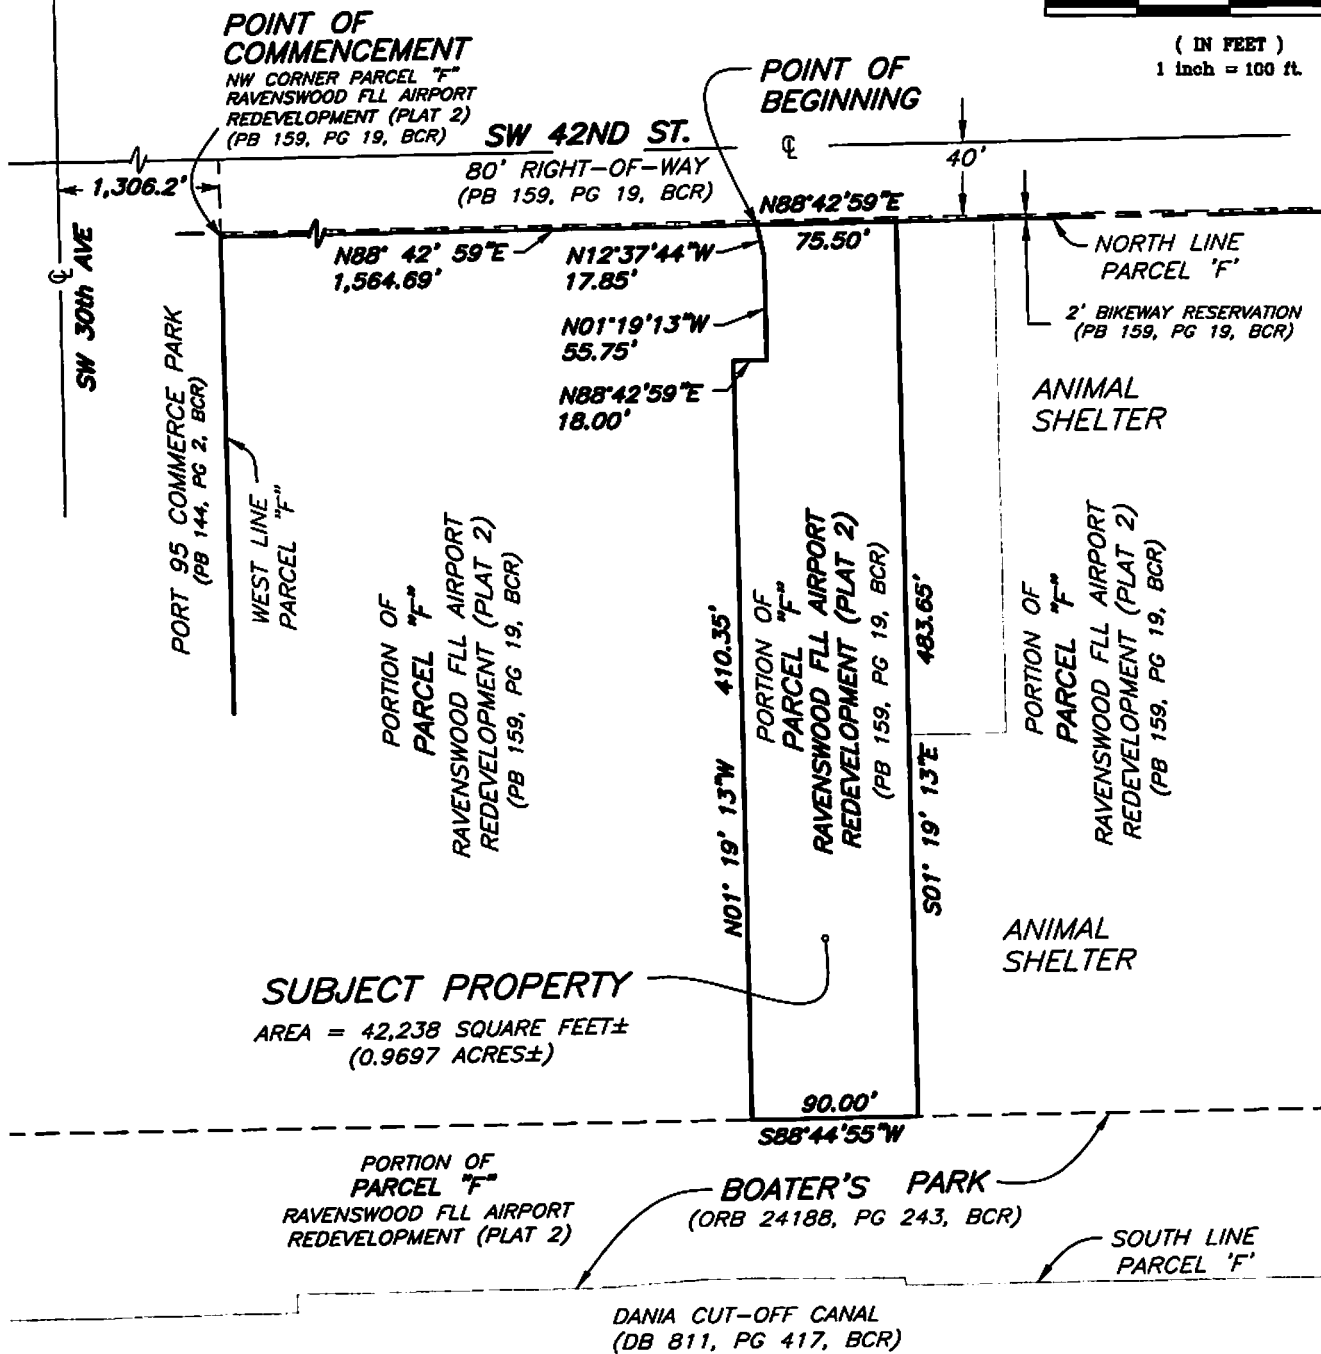 POINT OF
COMMENCEMENT
NW CORNER PARCEL "F"
RAVENSWOOD FLL AIRPORT
REDEVELOPMENT (PLAT 2)
(PB 159, PG 19, BCR)
( IN FEET )
1 inch = 100 ft.
POINT OF
BEGINNING
SW 42ND ST.
80' RIGHT-OF-WAY
(PB 159, PG 19, BCR)
℄
40'
1,306.2'
℄
SW 30th AVE
N88°42'59"E
75.50'
N88° 42' 59"E
1,564.69'
N12°37'44"W
17.85'
N01°19'13"W
55.75'
N88°42'59"E
18.00'
NORTH LINE
PARCEL 'F'
2' BIKEWAY RESERVATION
(PB 159, PG 19, BCR)
ANIMAL
SHELTER
PORT 95 COMMERCE PARK
(PB 144, PG 2, BCR)
WEST LINE
PARCEL "F"
PORTION OF
PARCEL "F"
RAVENSWOOD FLL AIRPORT
REDEVELOPMENT (PLAT 2)
(PB 159, PG 19, BCR)
N01° 19' 13"W 410.35'
PORTION OF
PARCEL "F"
RAVENSWOOD FLL AIRPORT
REDEVELOPMENT (PLAT 2)
(PB 159, PG 19, BCR)
S01° 19' 13"E 483.65'
PORTION OF
PARCEL "F"
RAVENSWOOD FLL AIRPORT
REDEVELOPMENT (PLAT 2)
(PB 159, PG 19, BCR)
ANIMAL
SHELTER
SUBJECT PROPERTY
AREA = 42,238 SQUARE FEET±
(0.9697 ACRES±)
90.00'
S88°44'55"W
PORTION OF
PARCEL "F"
RAVENSWOOD FLL AIRPORT
REDEVELOPMENT (PLAT 2)
BOATER'S PARK
(ORB 24188, PG 243, BCR)
SOUTH LINE
PARCEL 'F'
DANIA CUT-OFF CANAL
(DB 811, PG 417, BCR)